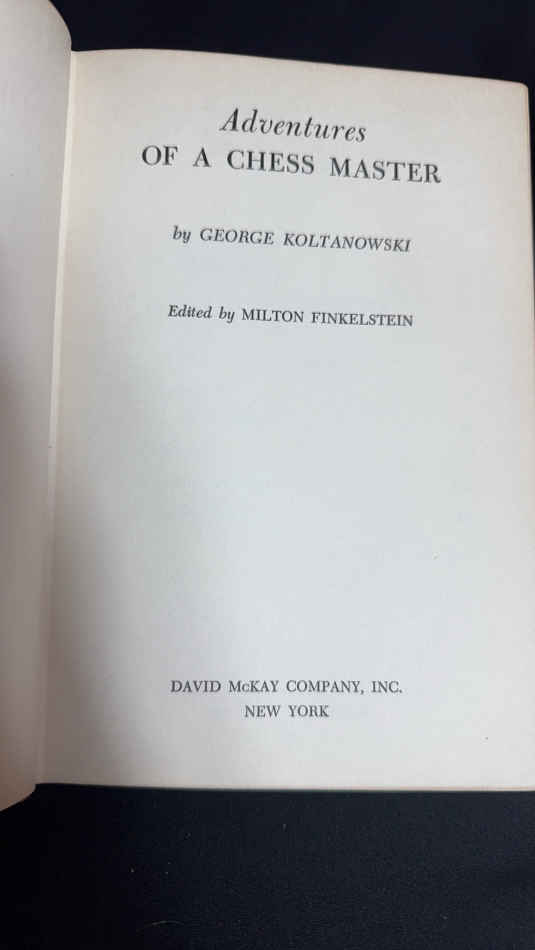 Adventures
OF A CHESS MASTER
by GEORGE KOLTANOWSKI
Edited by MILTON FINKELSTEIN
DAVID McKAY COMPANY, INC.
NEW YORK